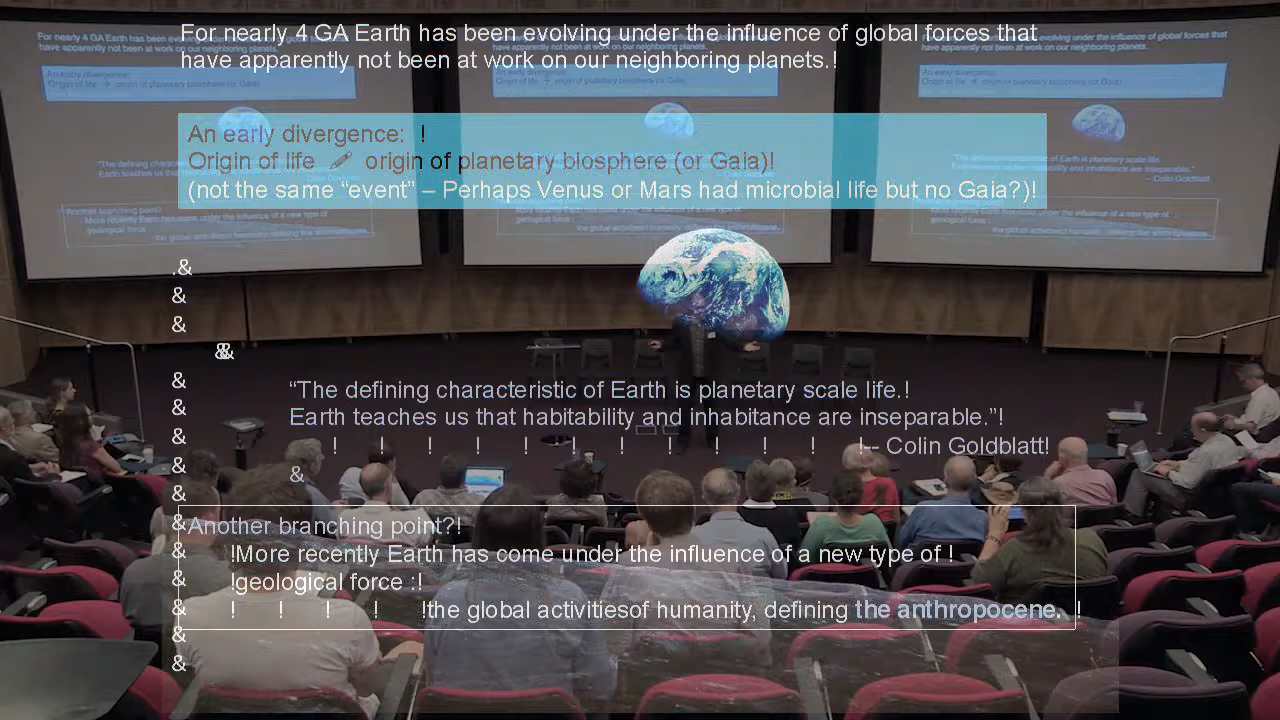 For nearly 4 GA Earth has been evolving under the influence of global forces that
have apparently not been at work on our neighboring planets.!
An early divergence: !
Origin of life origin of planetary biosphere (or Gaia)!
(not the same “event” – Perhaps Venus or Mars had microbial life but no Gaia?)!
.&
&
&
&&
&
&
&
&
&
“The defining characteristic of Earth is planetary scale life.!
Earth teaches us that habitability and inhabitance are inseparable.”!
! ! ! ! ! ! ! ! ! ! ! !-- Colin Goldblatt!
&
&Another branching point?!
& !More recently Earth has come under the influence of a new type of !
& !geological force :!
& ! ! ! ! !the global activitiesof humanity, defining the anthropocene. !
&
&